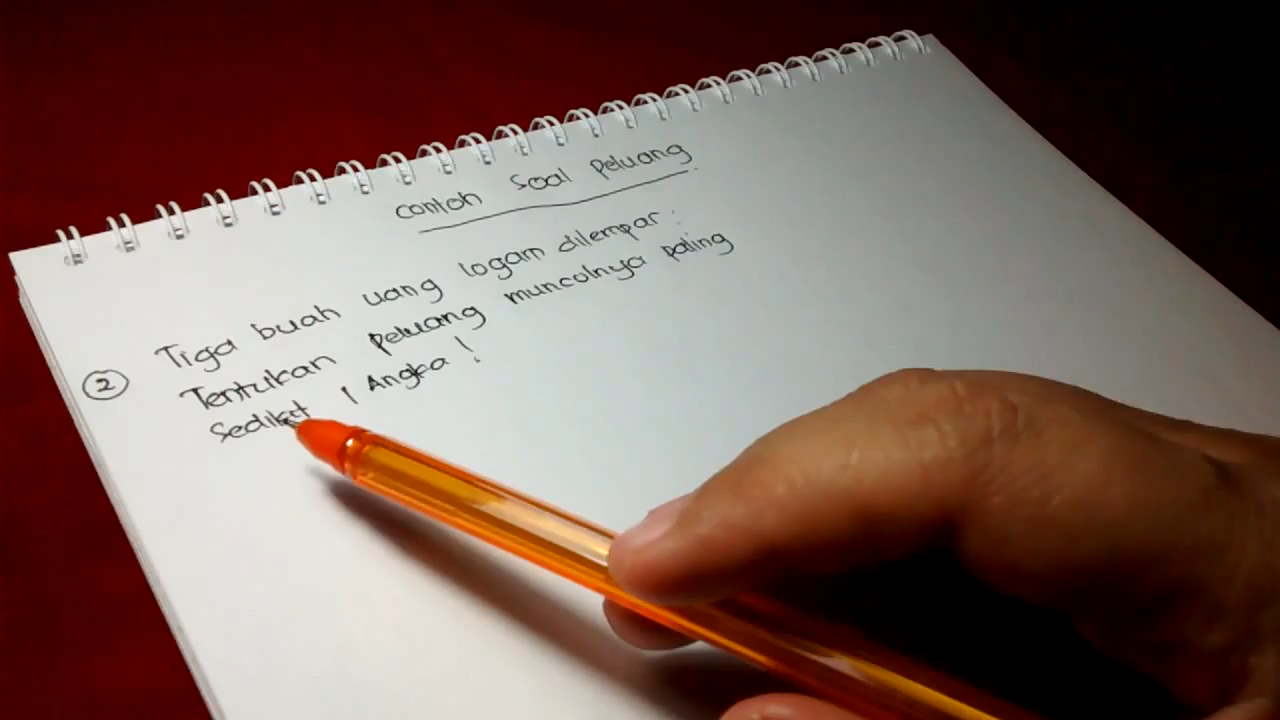 Contoh Soal Peluang
② Tiga buah uang logam dilempar:
Tentukan peluang muncolnya paling
Sedikit 1 Angka!